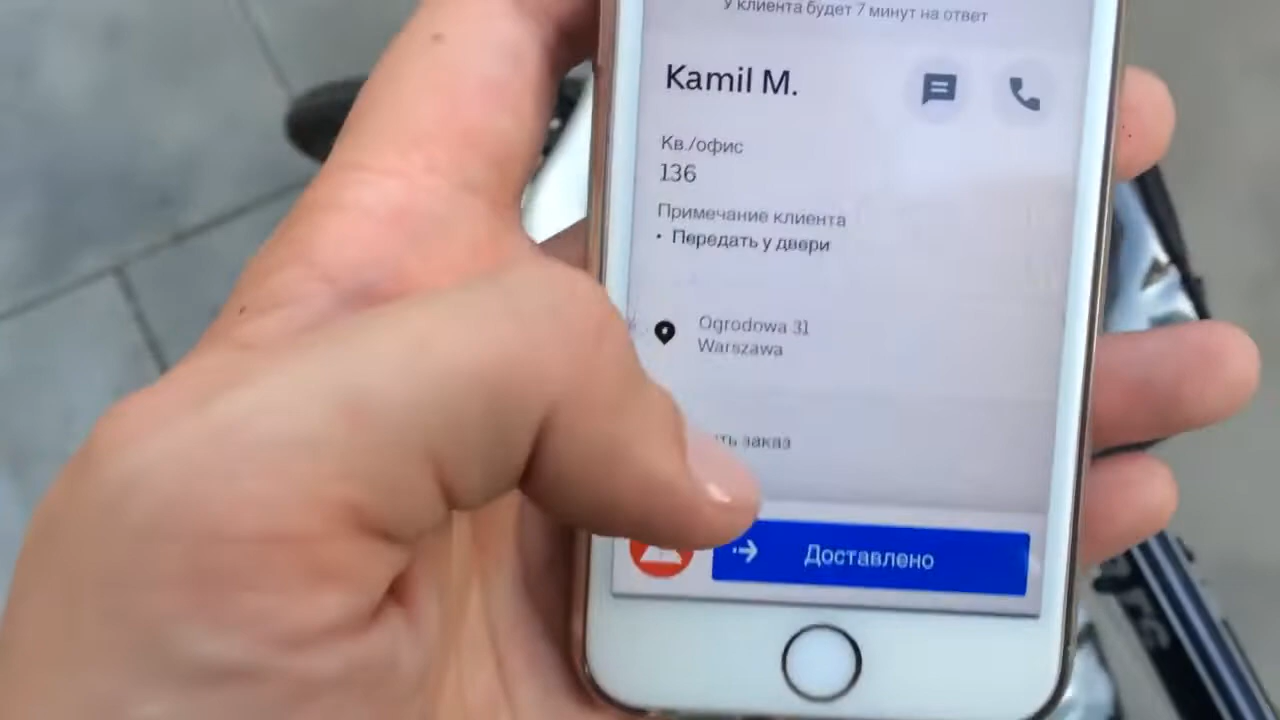 У клиента будет 7 минут на ответ
Kamil M.
Кв./офис
136
Примечание клиента
• Передать у двери
Ogrodowa 31
Warszawa
заказ
Доставлено